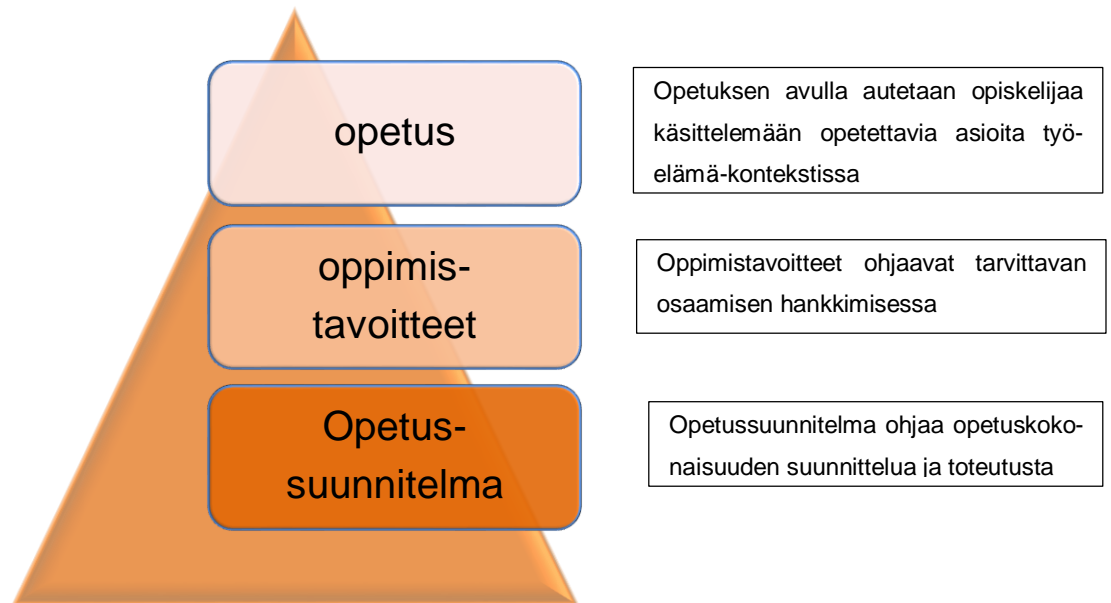 opetus
Opetuksen avulla autetaan opiskelijaa
käsittelemään opetettavia asioita työ-
elämä-kontekstissa
oppimis-
tavoitteet
Oppimistavoitteet ohjaavat tarvittavan
osaamisen hankkimisessa
Opetus-
suunnitelma
Opetussuunnitelma ohjaa opetuskoko-
naisuuden suunnittelua ja toteutusta